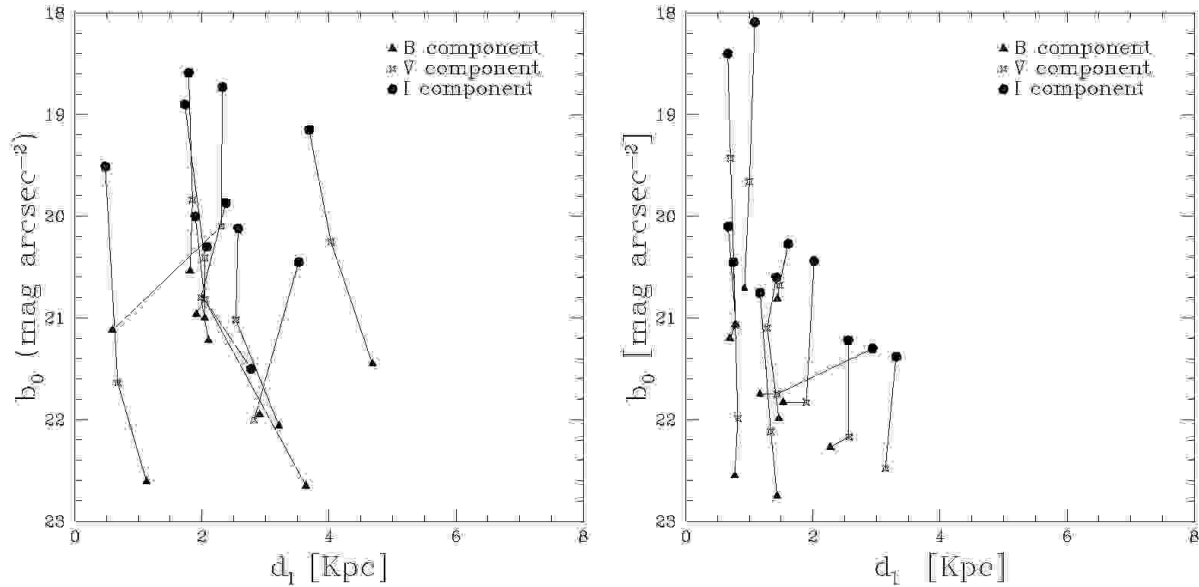 18
19
20
21
22
23
b₀ (mag arcsec⁻²)
B component
V component
I component
0
2
4
6
8
d_l [Kpc]
18
19
20
21
22
23
b₀ [mag arcsec⁻²]
B component
V component
I component
0
2
4
6
8
d_l [Kpc]